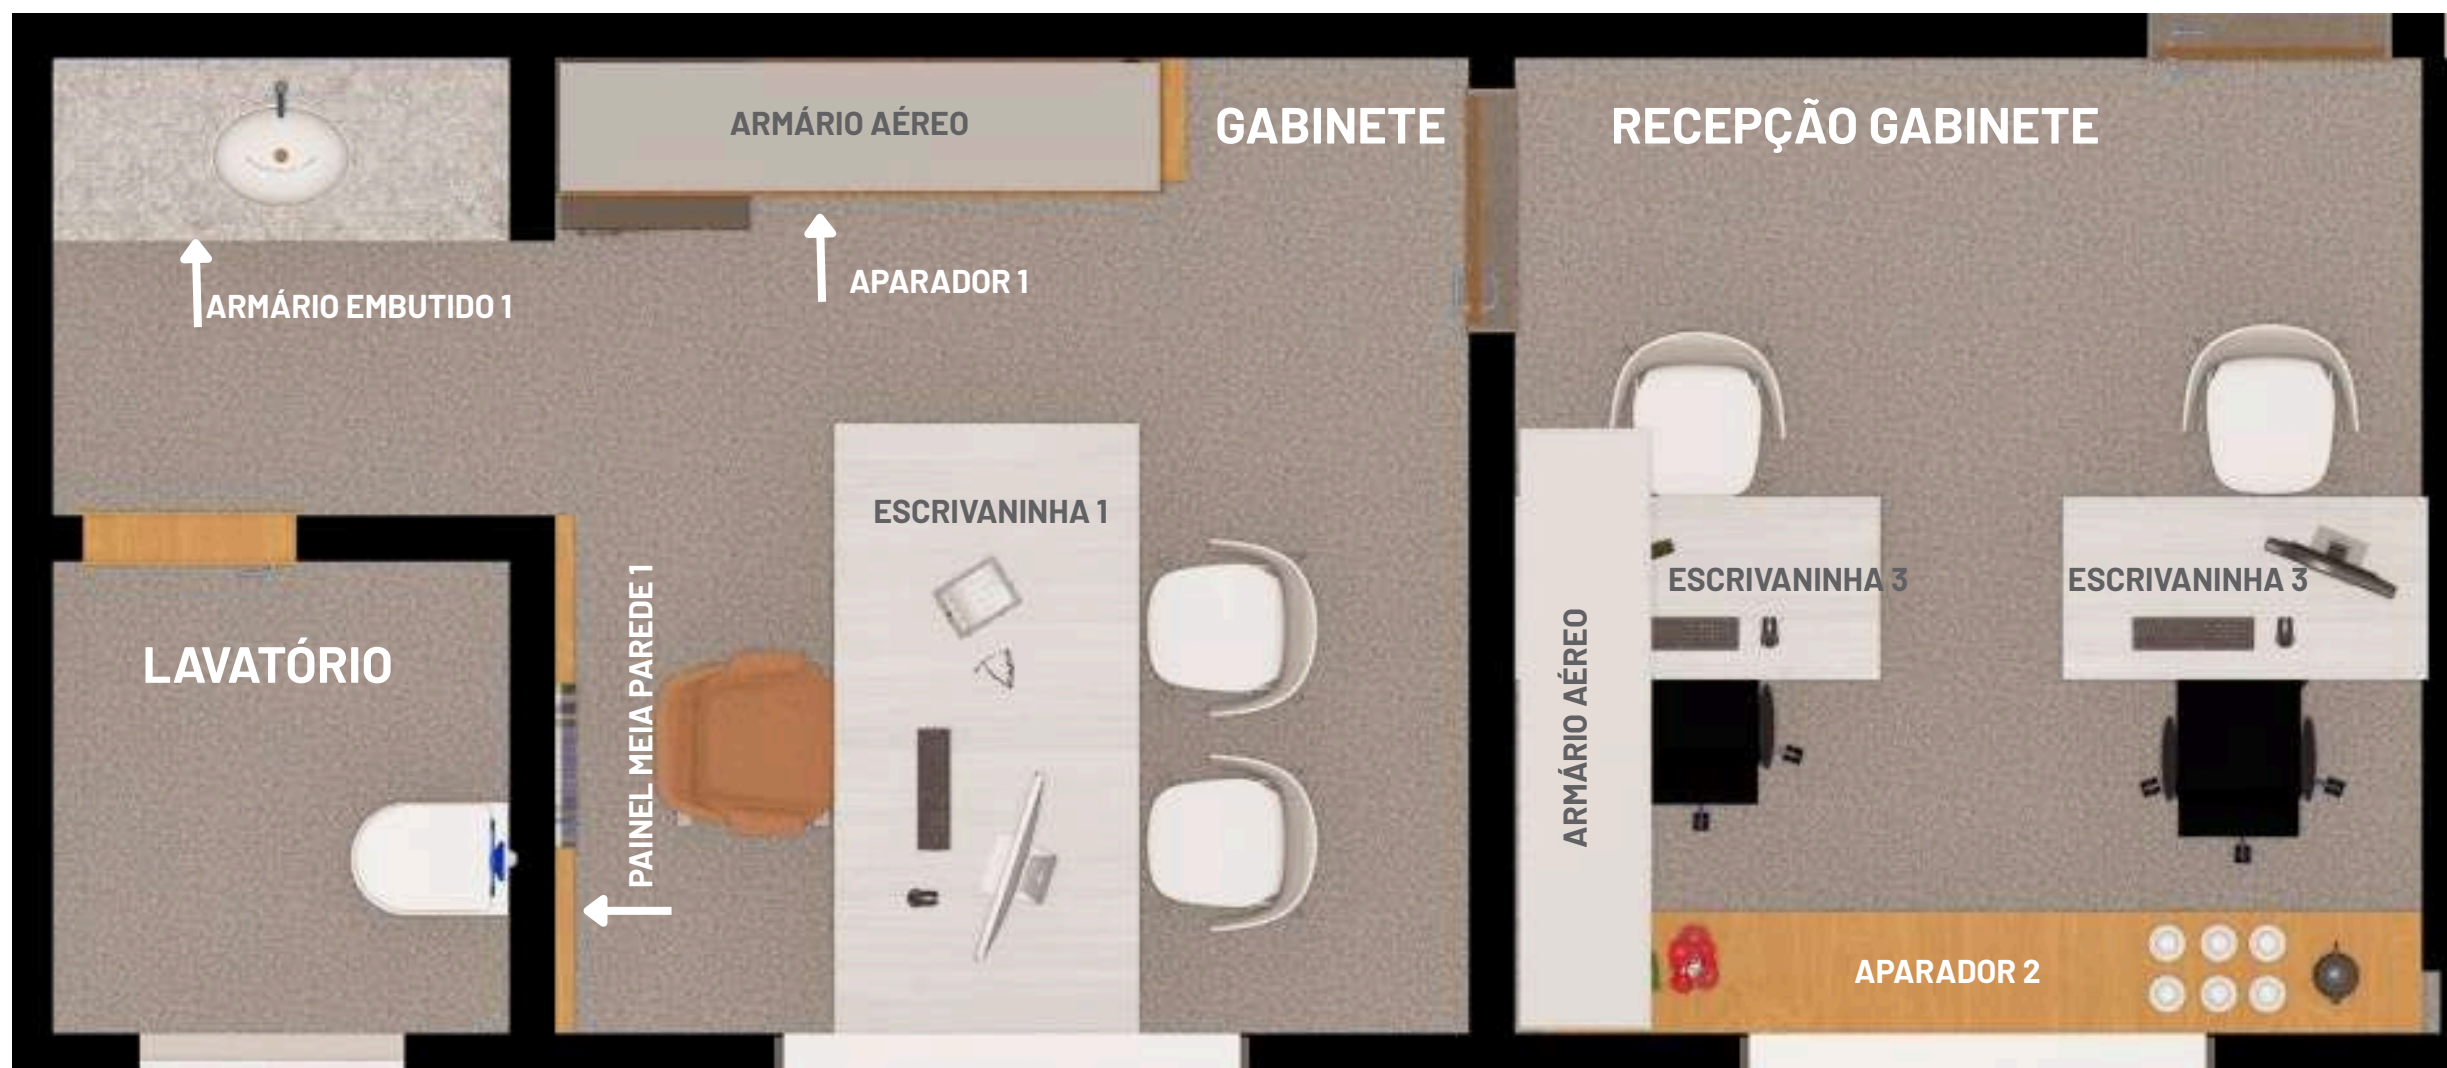 ARMÁRIO AÉREO
GABINETE
RECEPÇÃO GABINETE
APARADOR 1
ARMÁRIO EMBUTIDO 1
ESCRIVANINHA 1
ESCRIVANINHA 3
ESCRIVANINHA 3
LAVATÓRIO
PAINEL MEIA PAREDE 1
ARMÁRIO AÉREO
APARADOR 2